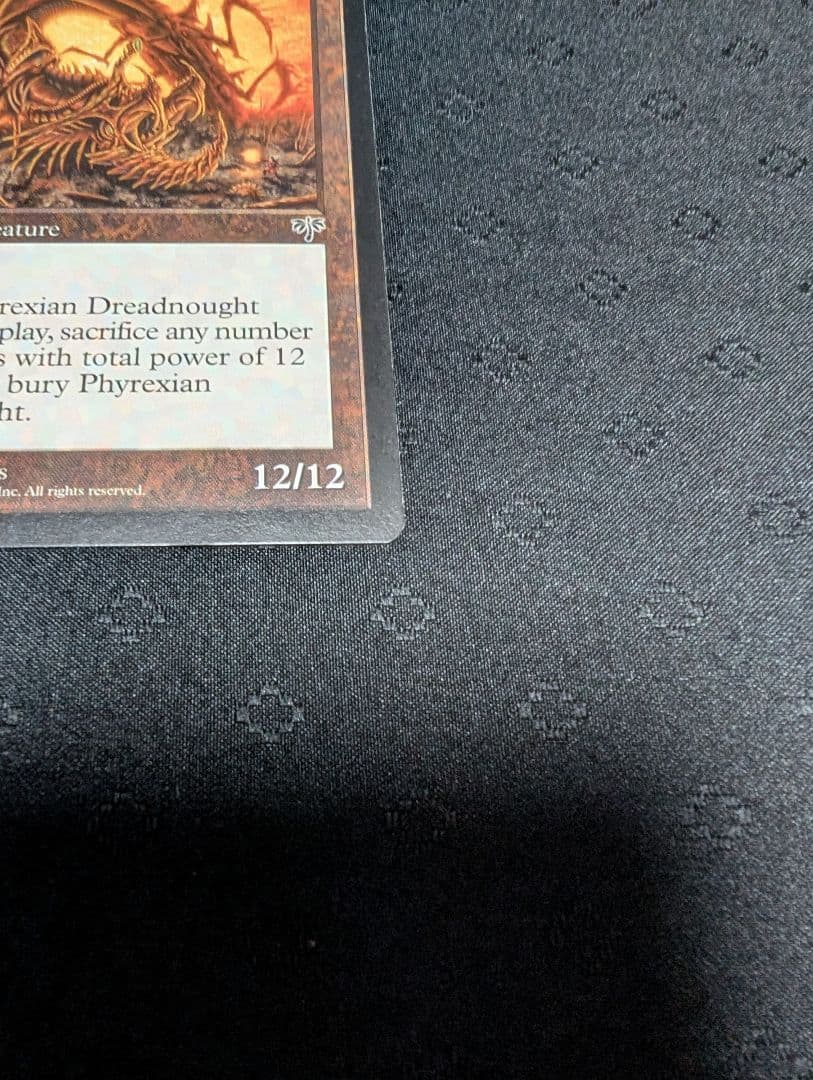 eature
rexian Dreadnought
play, sacrifice any number
s with total power of 12
bury Phyrexian
ht.
s
Inc. All rights reserved.
12/12